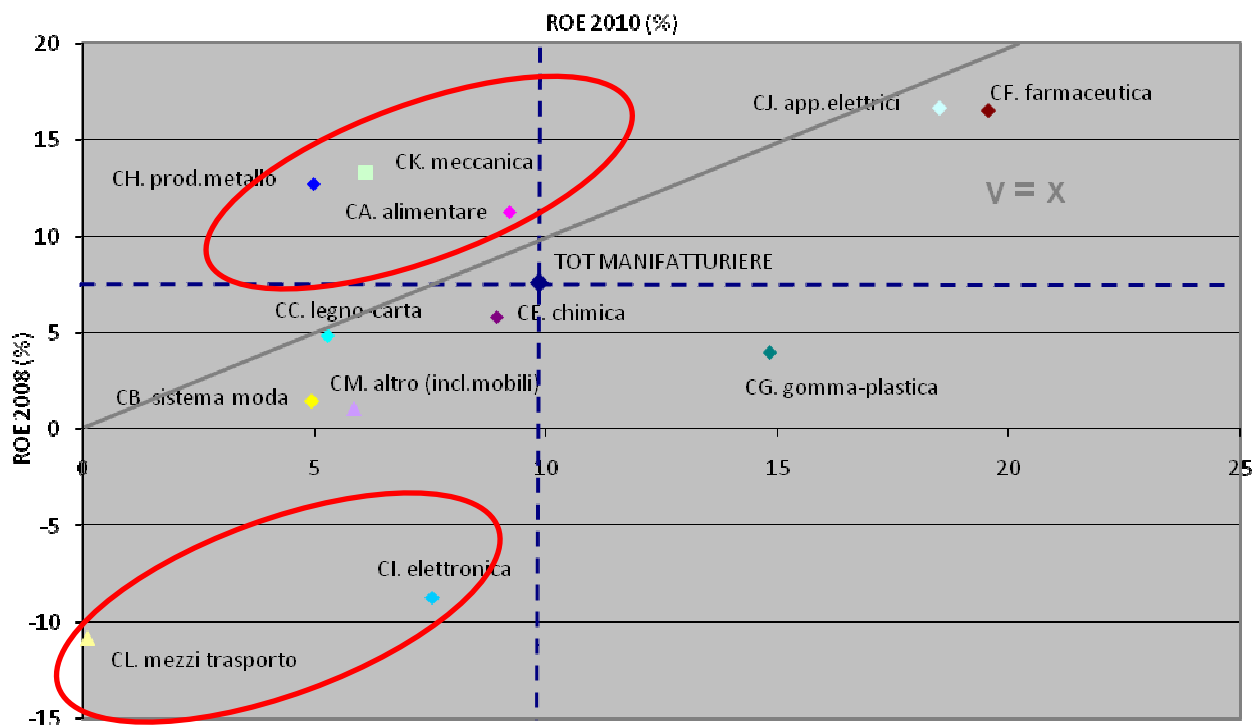 ROE 2010 (%)
20
CJ. app.elettrici
CF. farmaceutica
15
CK. meccanica
CH. prod.metallo
v = x
CA. alimentare
10
TOT MANIFATTURIERE
CC. legno-carta
CE. chimica
5
CM. altro (incl.mobili)
CG. gomma-plastica
CB. sistema moda
ROE 2008 (%)
0
0 5 10 15 20 25
-5
CI. elettronica
-10
CL. mezzi trasporto
-15